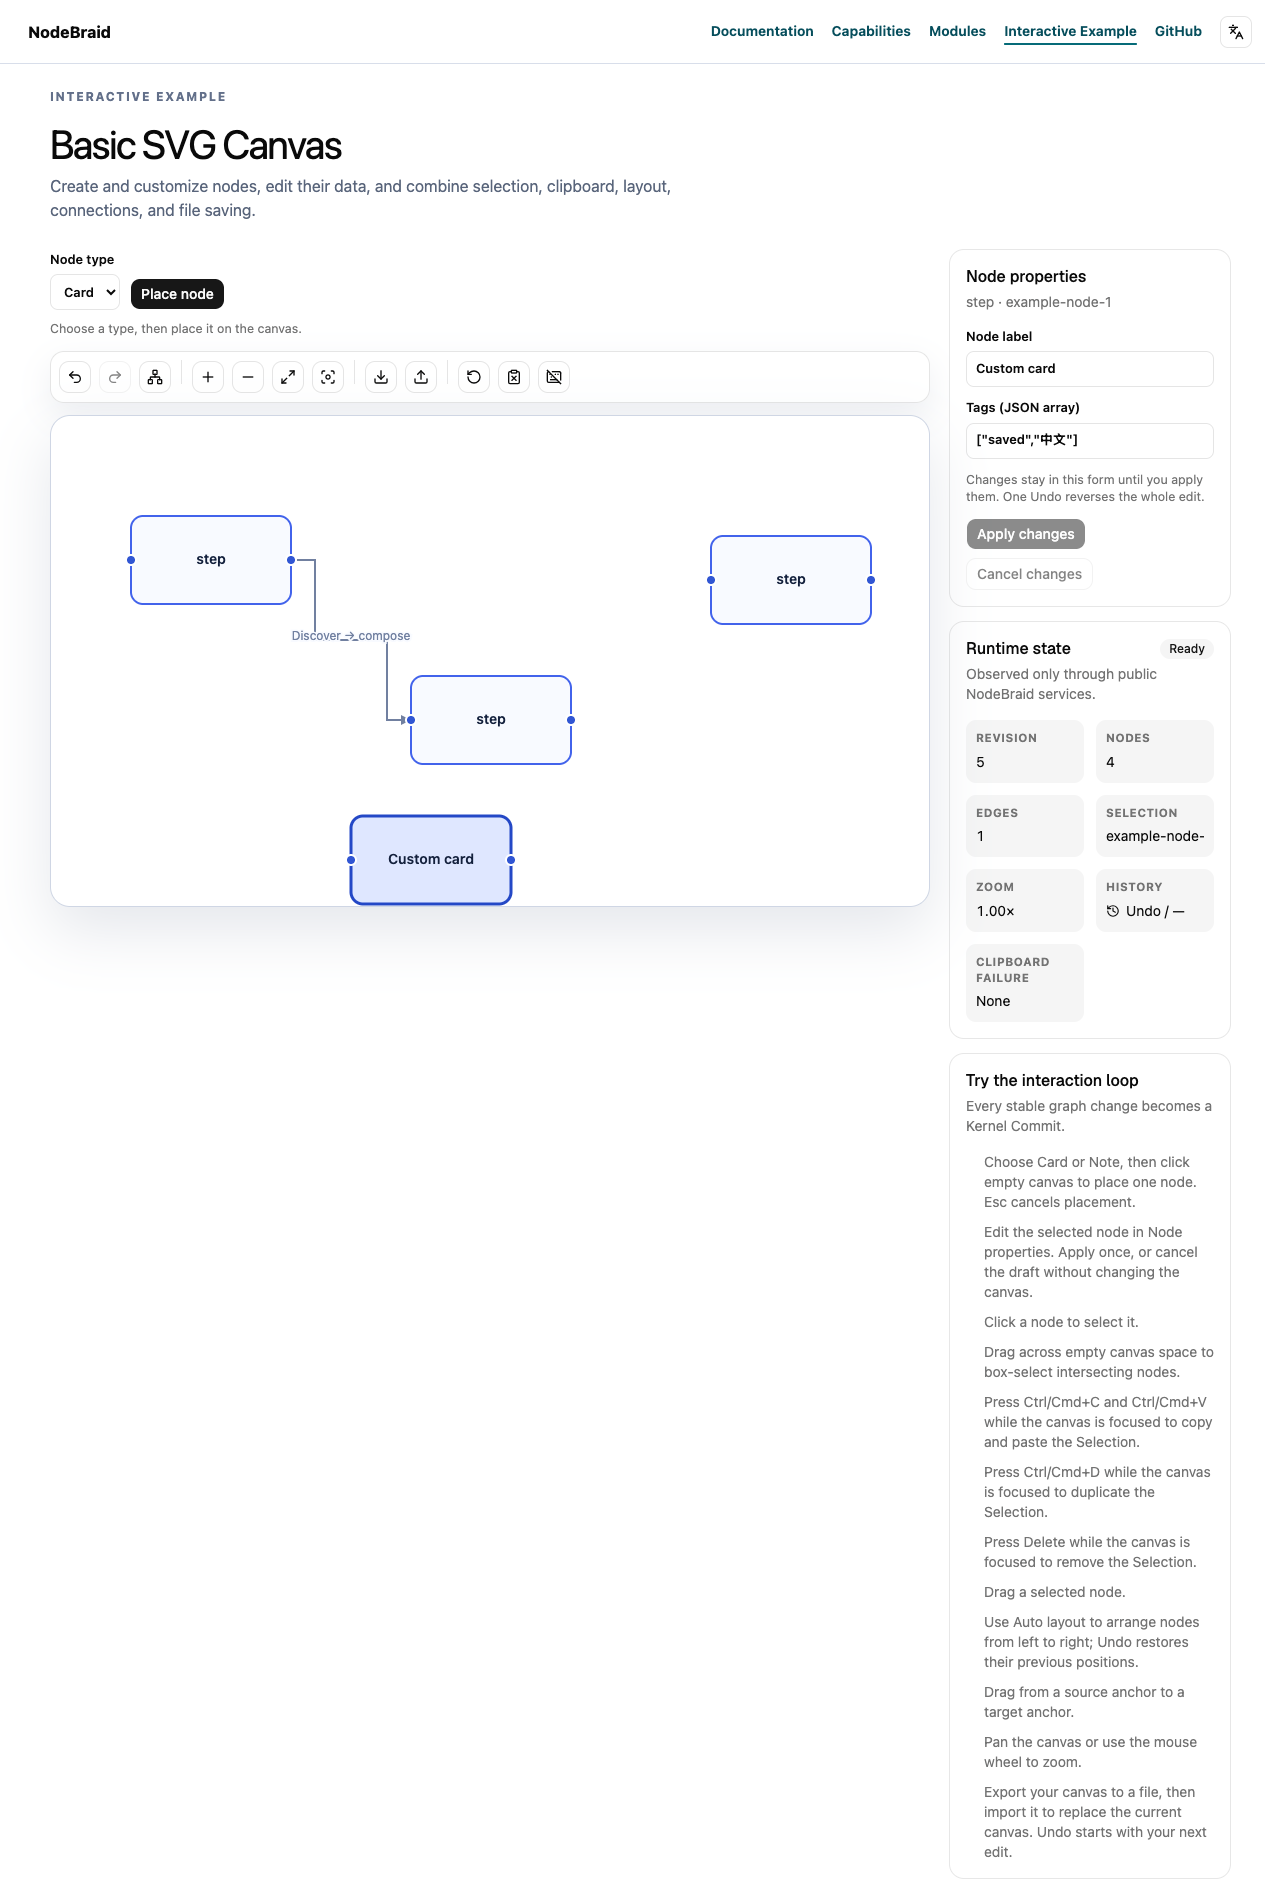 NodeBraid
Documentation
Capabilities
Modules
Interactive Example
GitHub
INTERACTIVE EXAMPLE
Basic SVG Canvas
Create and customize nodes, edit their data, and combine selection, clipboard, layout,
connections, and file saving.
Node type
Card
Place node
Choose a type, then place it on the canvas.
step
step
Discover → compose
step
Custom card
Node properties
step · example-node-1
Node label
Custom card
Tags (JSON array)
["saved","中文"]
Changes stay in this form until you apply
them. One Undo reverses the whole edit.
Apply changes
Cancel changes
Runtime state
Ready
Observed only through public
NodeBraid services.
REVISION
5
NODES
4
EDGES
1
SELECTION
example-node-
ZOOM
1.00×
HISTORY
Undo / —
CLIPBOARD
FAILURE
None
Try the interaction loop
Every stable graph change becomes a
Kernel Commit.
Choose Card or Note, then click
empty canvas to place one node.
Esc cancels placement.
Edit the selected node in Node
properties. Apply once, or cancel
the draft without changing the
canvas.
Click a node to select it.
Drag across empty canvas space to
box-select intersecting nodes.
Press Ctrl/Cmd+C and Ctrl/Cmd+V
while the canvas is focused to copy
and paste the Selection.
Press Ctrl/Cmd+D while the canvas
is focused to duplicate the
Selection.
Press Delete while the canvas is
focused to remove the Selection.
Drag a selected node.
Use Auto layout to arrange nodes
from left to right; Undo restores
their previous positions.
Drag from a source anchor to a
target anchor.
Pan the canvas or use the mouse
wheel to zoom.
Export your canvas to a file, then
import it to replace the current
canvas. Undo starts with your next
edit.